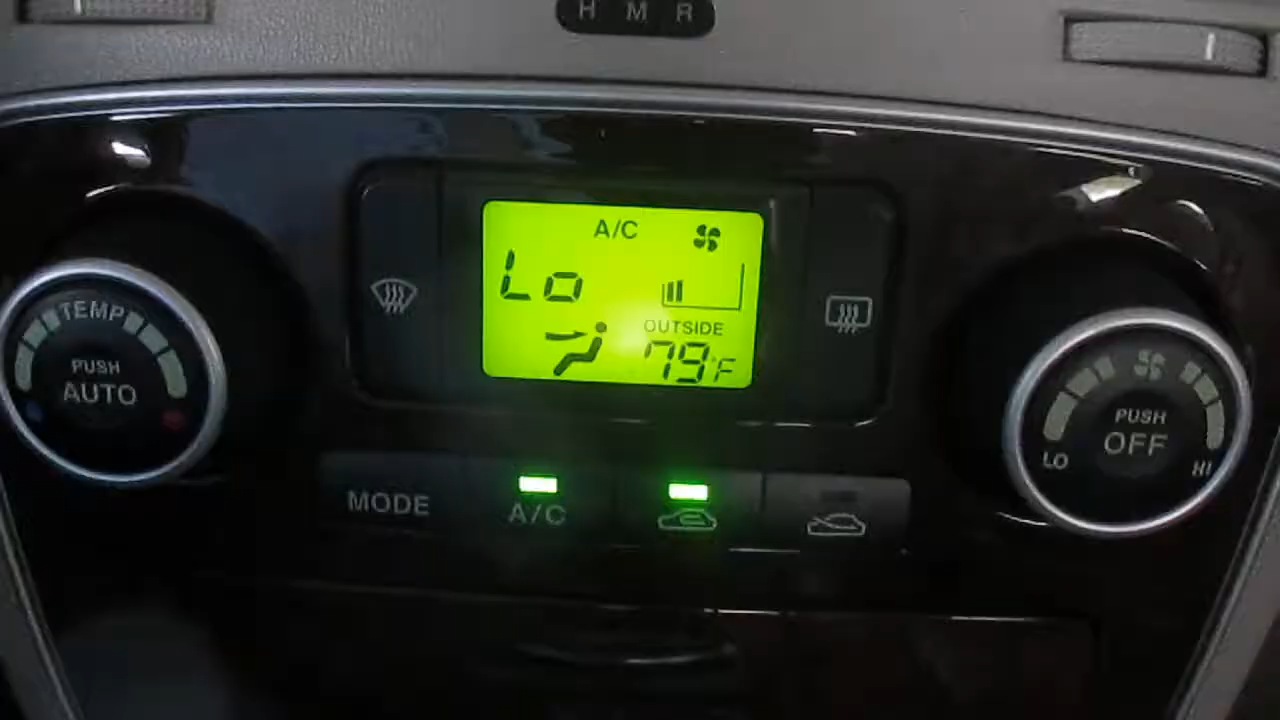 H M R
A/C
Lo
OUTSIDE
79°F
TEMP
PUSH
AUTO
PUSH
OFF
LO HI
MODE
A/C